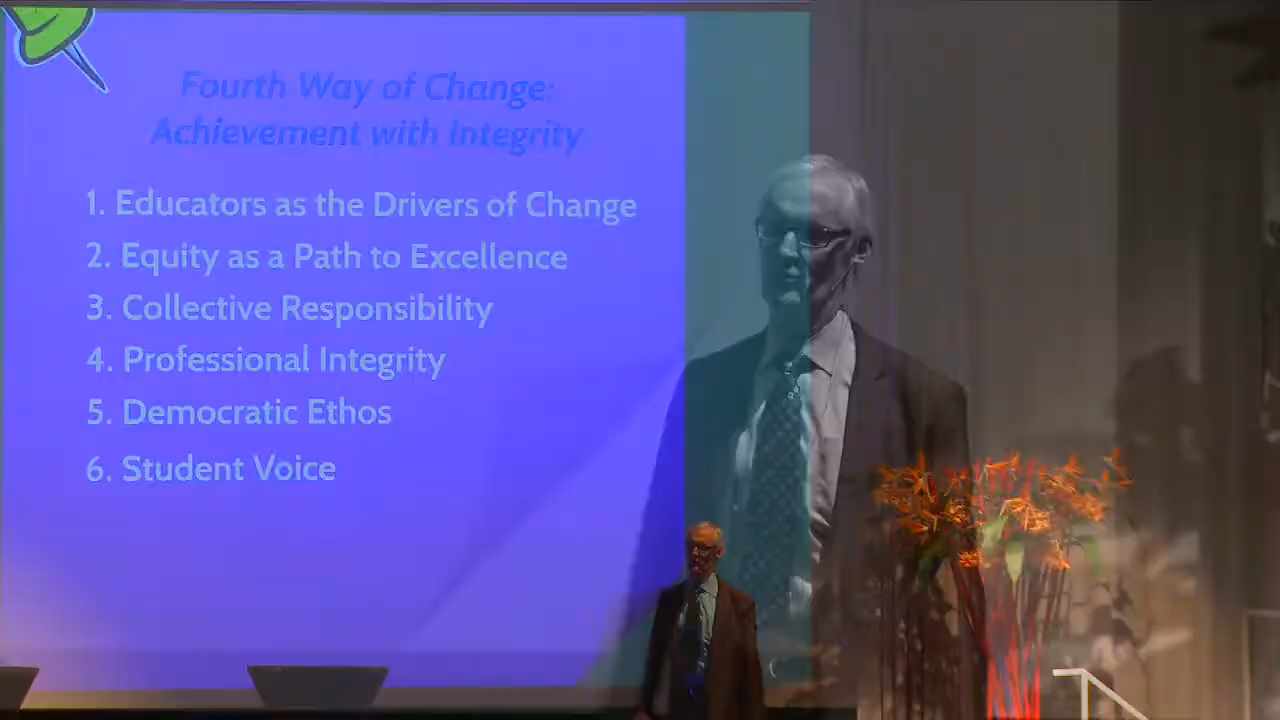 Fourth Way of Change:
Achievement with Integrity
1. Educators as the Drivers of Change
2. Equity as a Path to Excellence
3. Collective Responsibility
4. Professional Integrity
5. Democratic Ethos
6. Student Voice